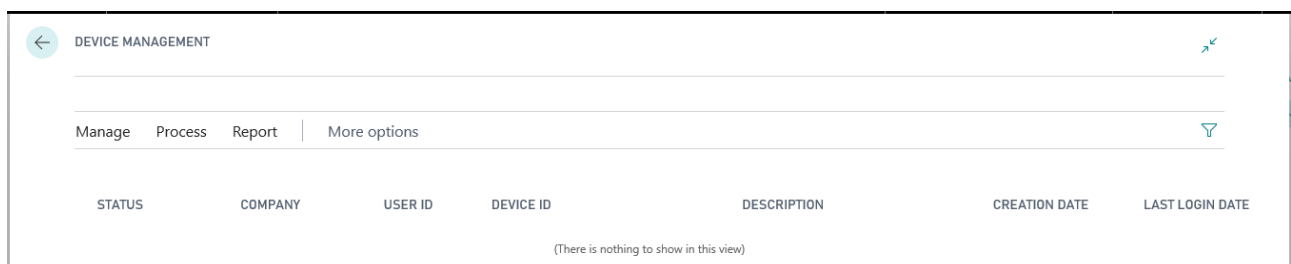 DEVICE MANAGEMENT
Manage Process Report More options
STATUS COMPANY USER ID DEVICE ID DESCRIPTION CREATION DATE LAST LOGIN DATE
(There is nothing to show in this view)